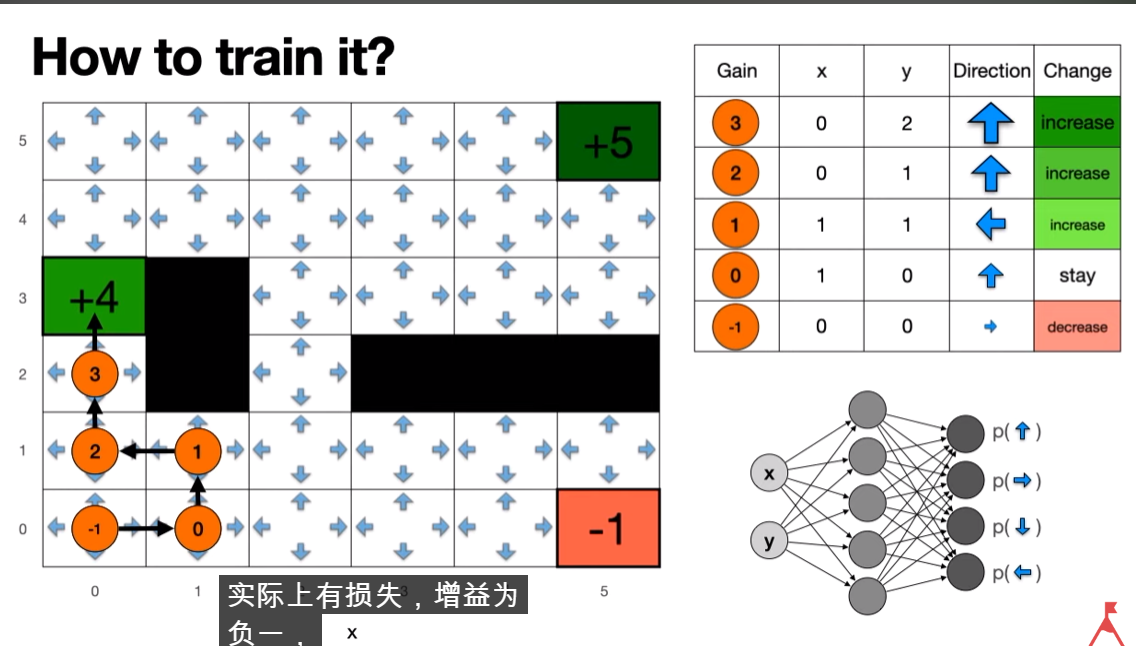 How to train it?
Gain x y Direction Change
3 0 2 increase
2 0 1 increase
1 1 1 increase
0 1 0 stay
-1 0 0 decrease
5 +5
4
3 +4
2 3
1 2 1
0 -1 0 -1
0 1 3 5
x
实际上有损失，增益为
负一，
x
y
p( )
p( )
p( )
p( )